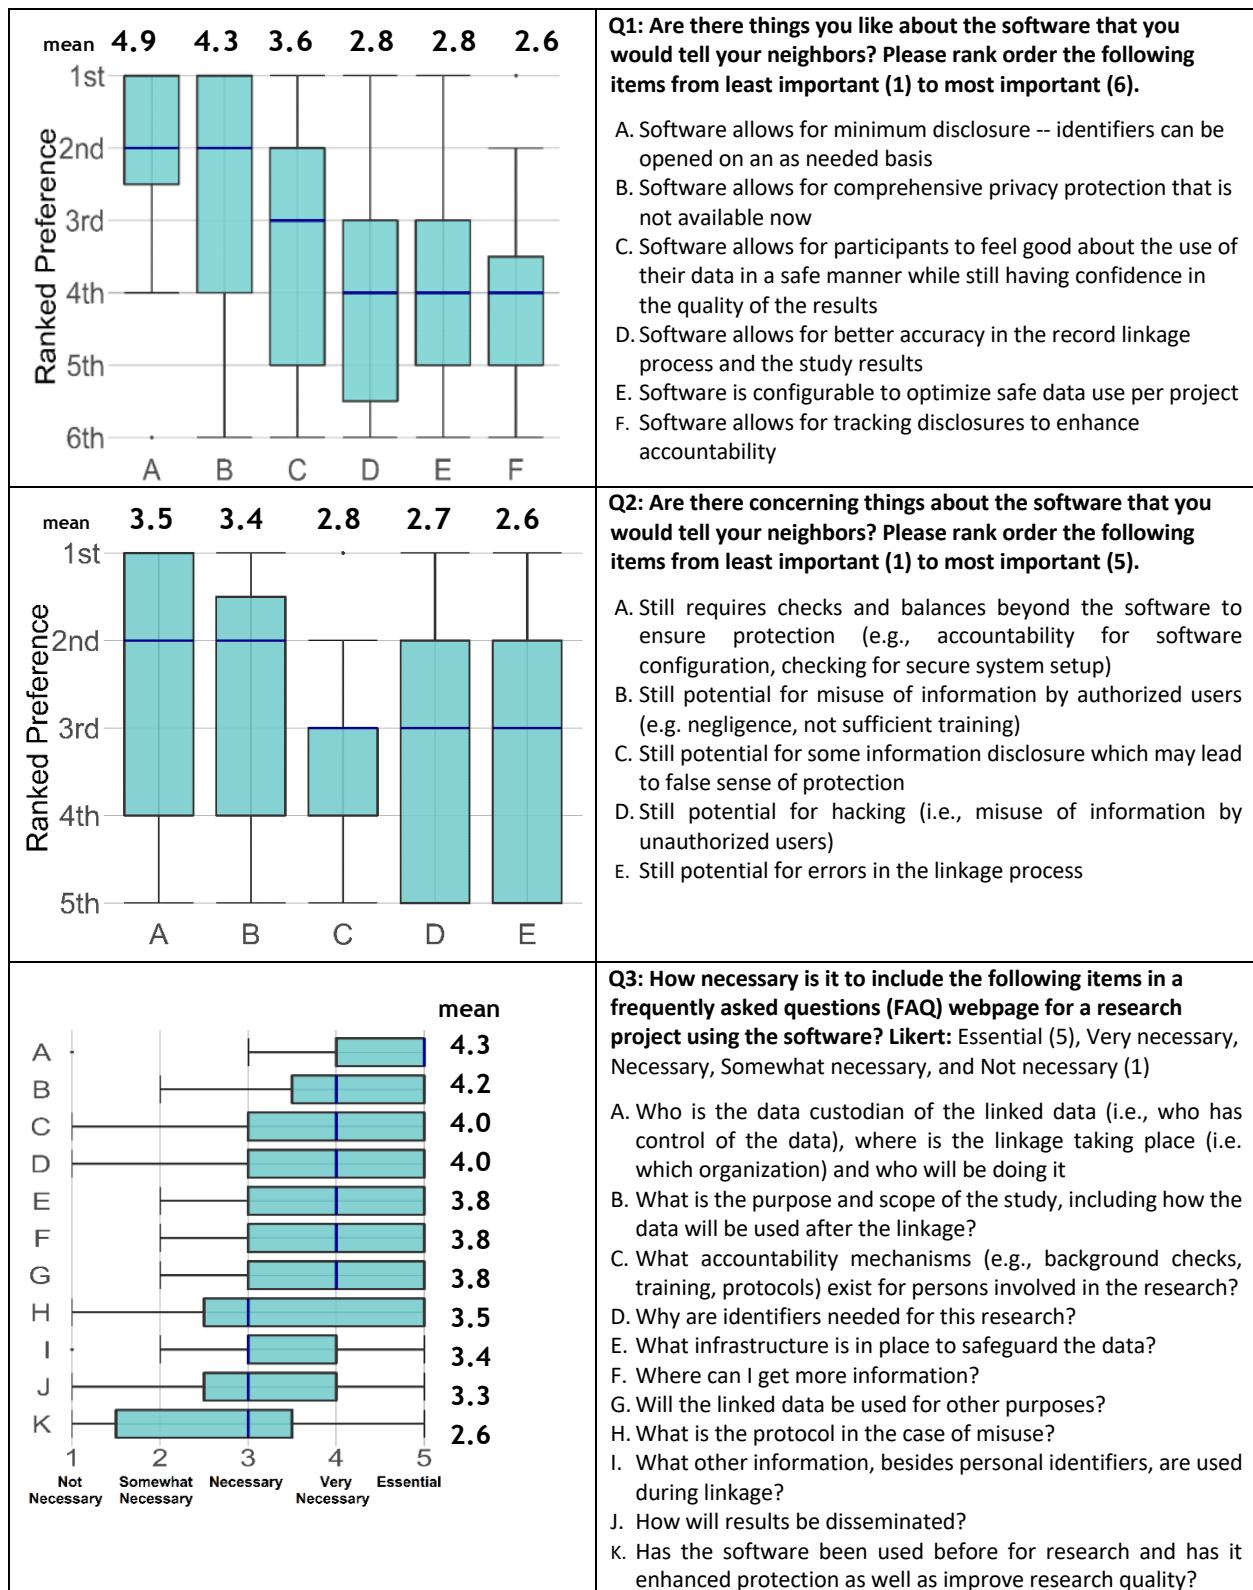 mean 4.9 4.3 3.6 2.8 2.8 2.6
1st
2nd
3rd
4th
5th
6th
Ranked Preference
A B C D E F
Q1: Are there things you like about the software that you
would tell your neighbors? Please rank order the following
items from least important (1) to most important (6).
A. Software allows for minimum disclosure -- identifiers can be
opened on an as needed basis
B. Software allows for comprehensive privacy protection that is
not available now
C. Software allows for participants to feel good about the use of
their data in a safe manner while still having confidence in
the quality of the results
D. Software allows for better accuracy in the record linkage
process and the study results
E. Software is configurable to optimize safe data use per project
F. Software allows for tracking disclosures to enhance
accountability
mean 3.5 3.4 2.8 2.7 2.6
1st
2nd
3rd
4th
5th
Ranked Preference
A B C D E
Q2: Are there concerning things about the software that you
would tell your neighbors? Please rank order the following
items from least important (1) to most important (5).
A. Still requires checks and balances beyond the software to
ensure protection (e.g., accountability for software
configuration, checking for secure system setup)
B. Still potential for misuse of information by authorized users
(e.g. negligence, not sufficient training)
C. Still potential for some information disclosure which may lead
to false sense of protection
D. Still potential for hacking (i.e., misuse of information by
unauthorized users)
E. Still potential for errors in the linkage process
mean
A 4.3
B 4.2
C 4.0
D 4.0
E 3.8
F 3.8
G 3.8
H 3.5
I 3.4
J 3.3
K 2.6
1 2 3 4 5
Not Somewhat Necessary Very Essential
Necessary Necessary Necessary
Q3: How necessary is it to include the following items in a
frequently asked questions (FAQ) webpage for a research
project using the software? Likert: Essential (5), Very necessary,
Necessary, Somewhat necessary, and Not necessary (1)
A. Who is the data custodian of the linked data (i.e., who has
control of the data), where is the linkage taking place (i.e.
which organization) and who will be doing it
B. What is the purpose and scope of the study, including how the
data will be used after the linkage?
C. What accountability mechanisms (e.g., background checks,
training, protocols) exist for persons involved in the research?
D. Why are identifiers needed for this research?
E. What infrastructure is in place to safeguard the data?
F. Where can I get more information?
G. Will the linked data be used for other purposes?
H. What is the protocol in the case of misuse?
I. What other information, besides personal identifiers, are used
during linkage?
J. How will results be disseminated?
K. Has the software been used before for research and has it
enhanced protection as well as improve research quality?